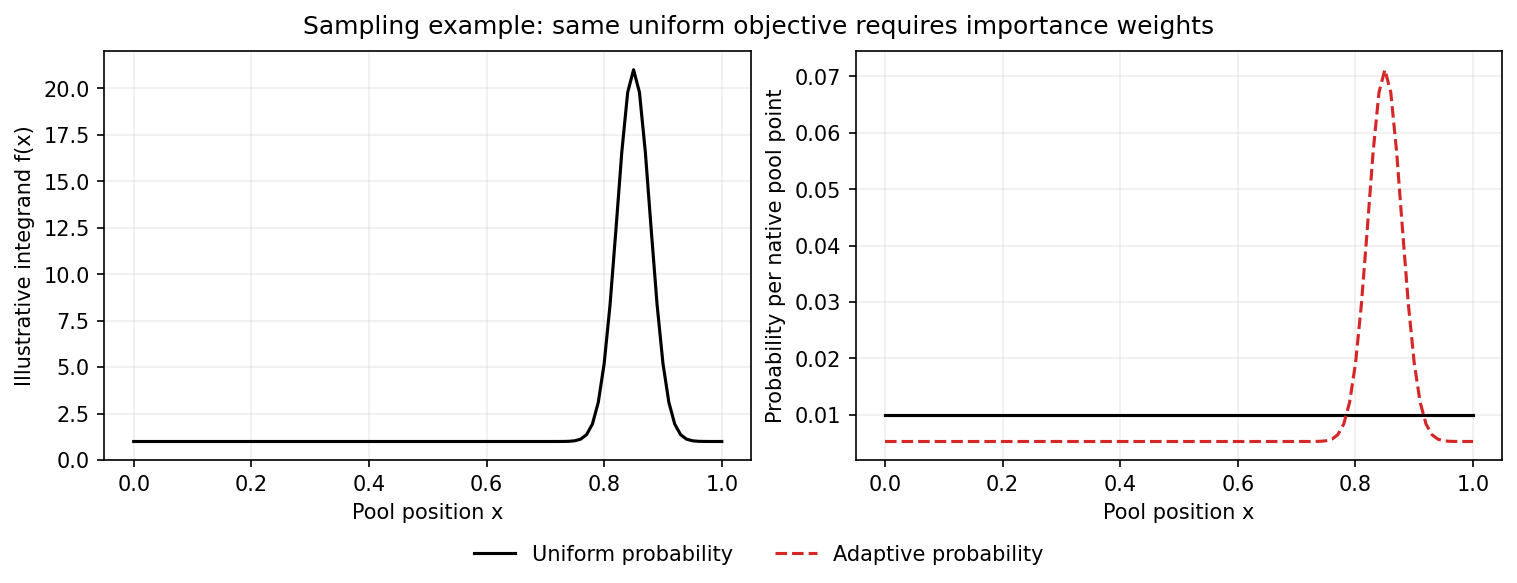 Sampling example: same uniform objective requires importance weights
Illustrative integrand f(x)
20.0
17.5
15.0
12.5
10.0
7.5
5.0
2.5
0.0
0.0 0.2 0.4 0.6 0.8 1.0
Pool position x
Probability per native pool point
0.07
0.06
0.05
0.04
0.03
0.02
0.01
0.0 0.2 0.4 0.6 0.8 1.0
Pool position x
Uniform probability Adaptive probability